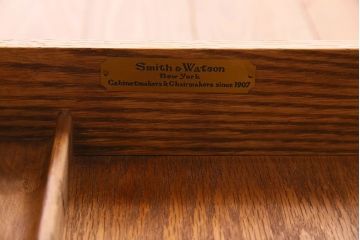 Smith & Watson
New York
Cabinetmakers & Chairmakers since 1907